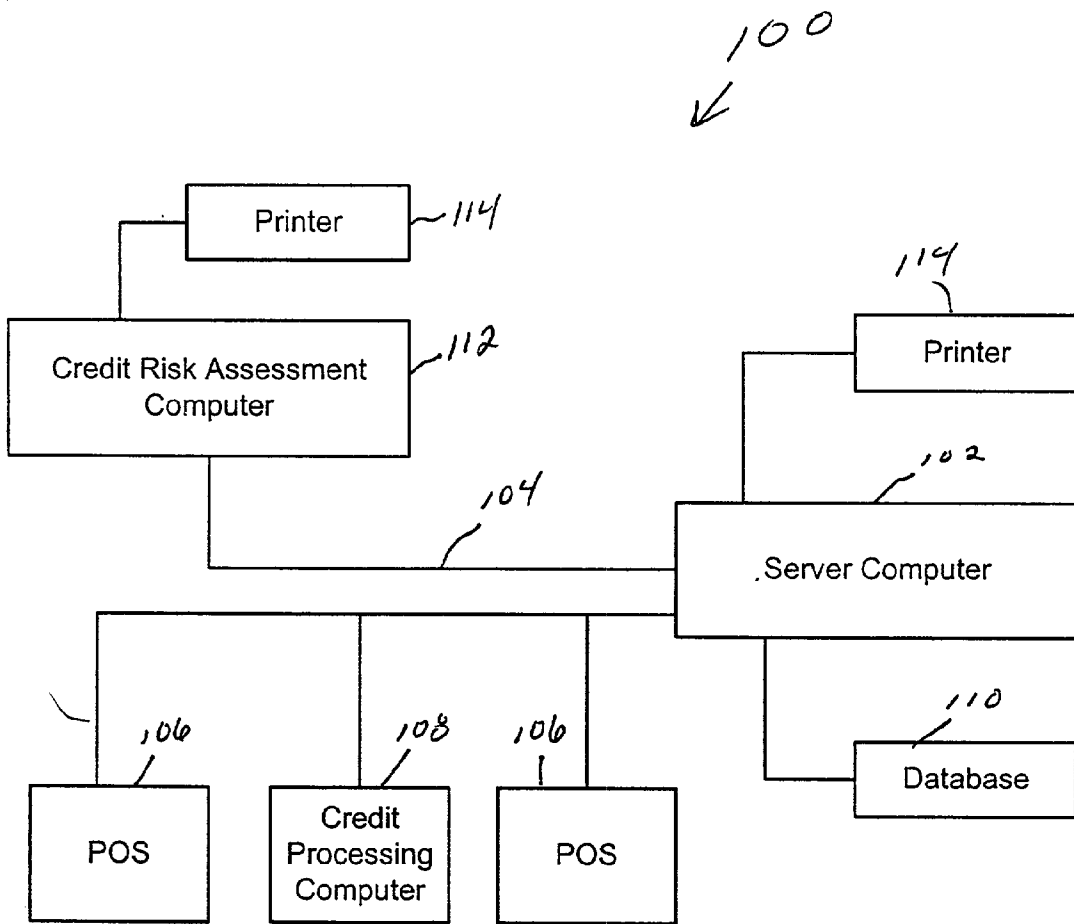 100
Printer
114
114
Printer
Credit Risk Assessment
Computer
112
102
104
Server Computer
106
108
106
110
Database
POS
Credit
Processing
Computer
POS